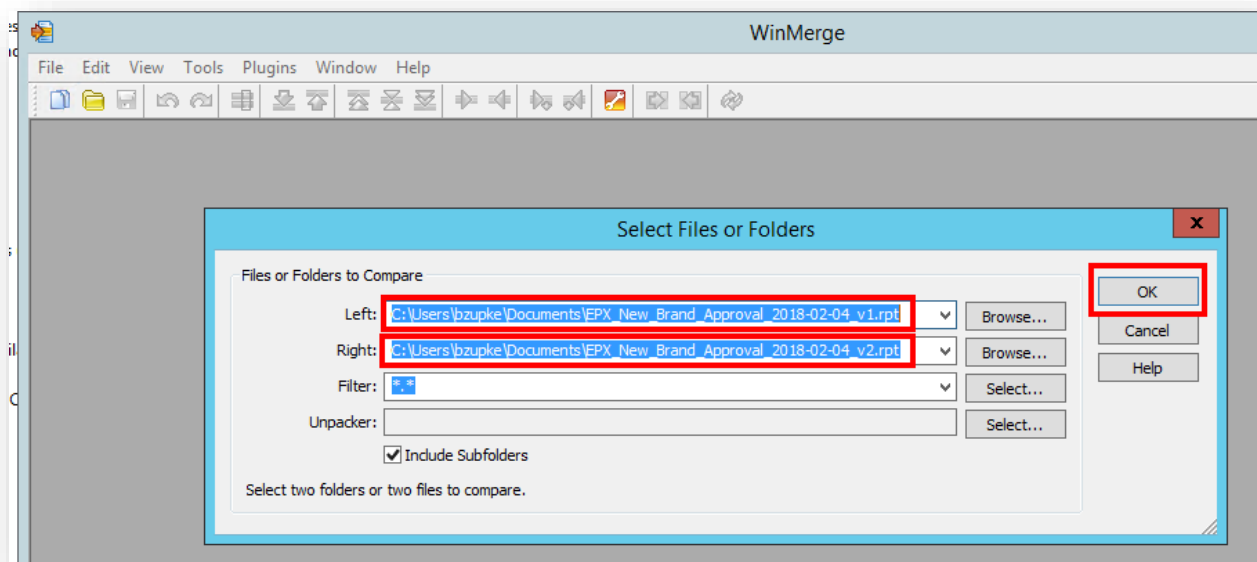 WinMerge
File Edit View Tools Plugins Window Help
Select Files or Folders
X
Files or Folders to Compare
Left: C:\Users\bzupke\Documents\EPX_New_Brand_Approval_2018-02-04_v1.rpt Browse...
Right: C:\Users\bzupke\Documents\EPX_New_Brand_Approval_2018-02-04_v2.rpt Browse...
Filter: *.* Select...
Unpacker: Select...
Include Subfolders
Select two folders or two files to compare.
OK
Cancel
Help